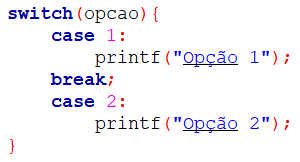 switch(opcao){
    case 1:
        printf("Opção 1");
    break;
    case 2:
        printf("Opção 2");
}